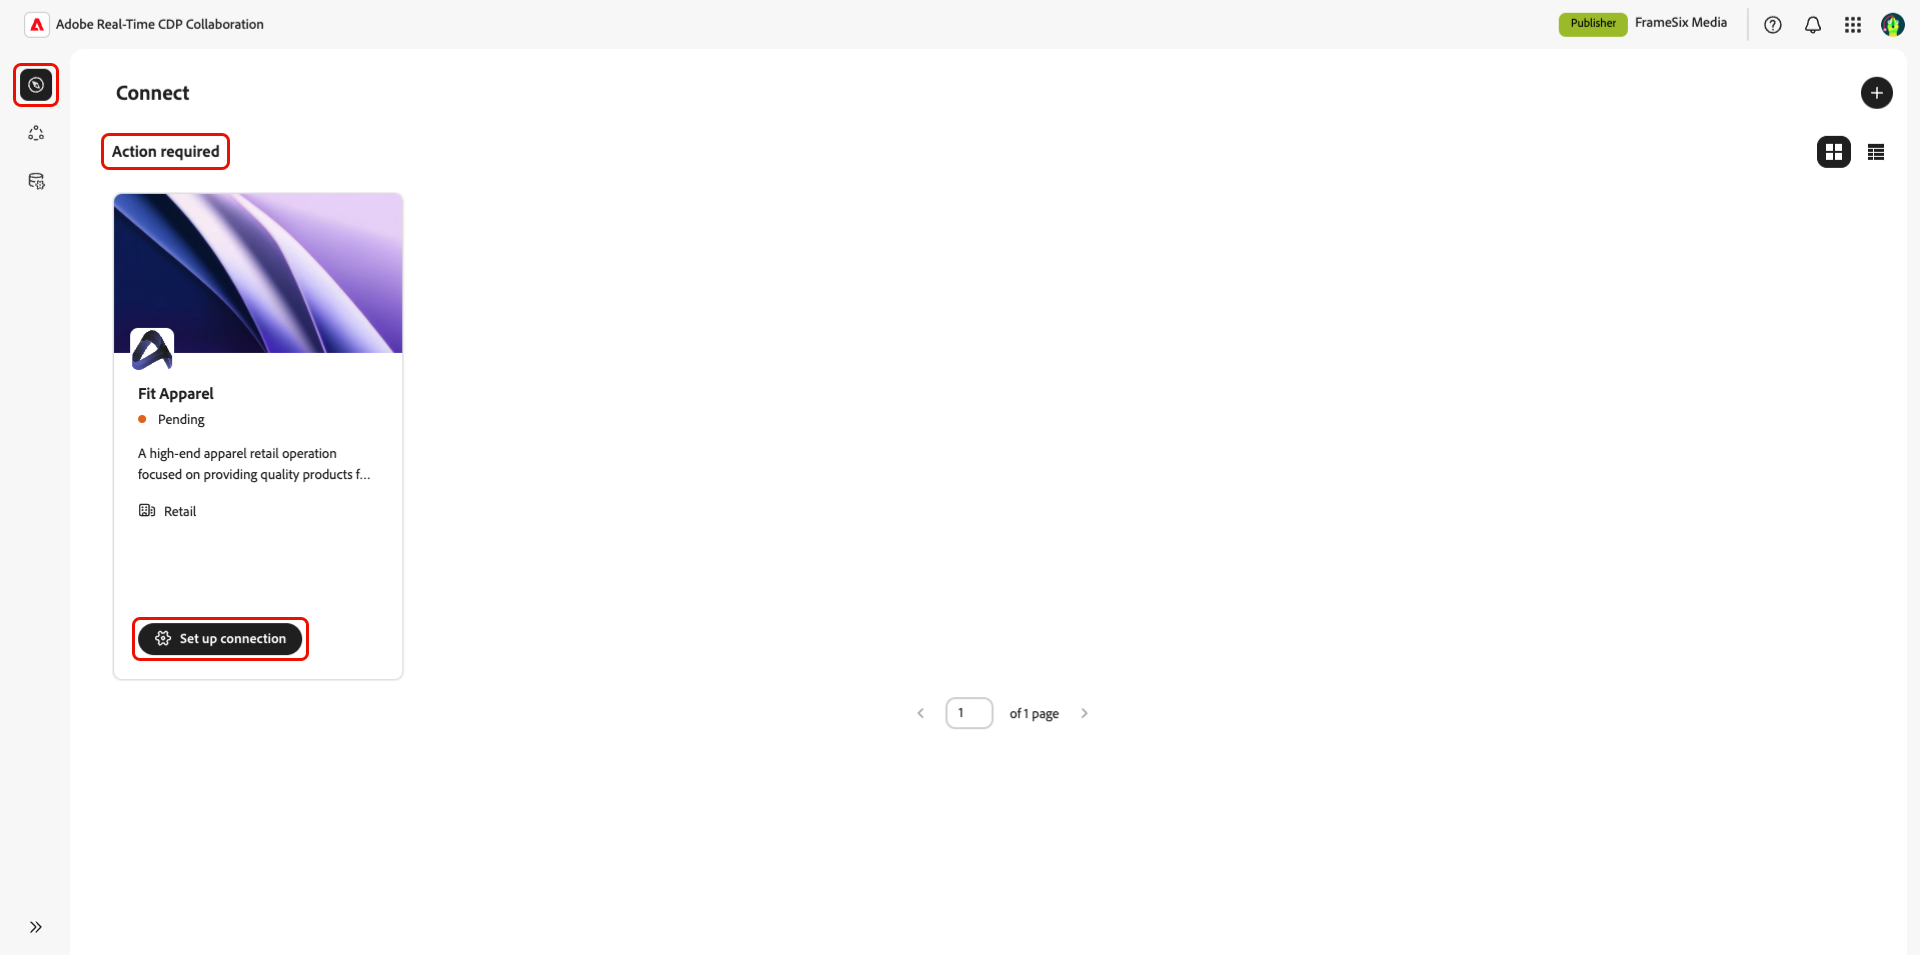 Adobe Real-Time CDP Collaboration
Publisher
FrameSix Media
Connect
Action required
Fit Apparel
Pending
A high-end apparel retail operation
focused on providing quality products f...
Retail
Set up connection
1
of 1 page